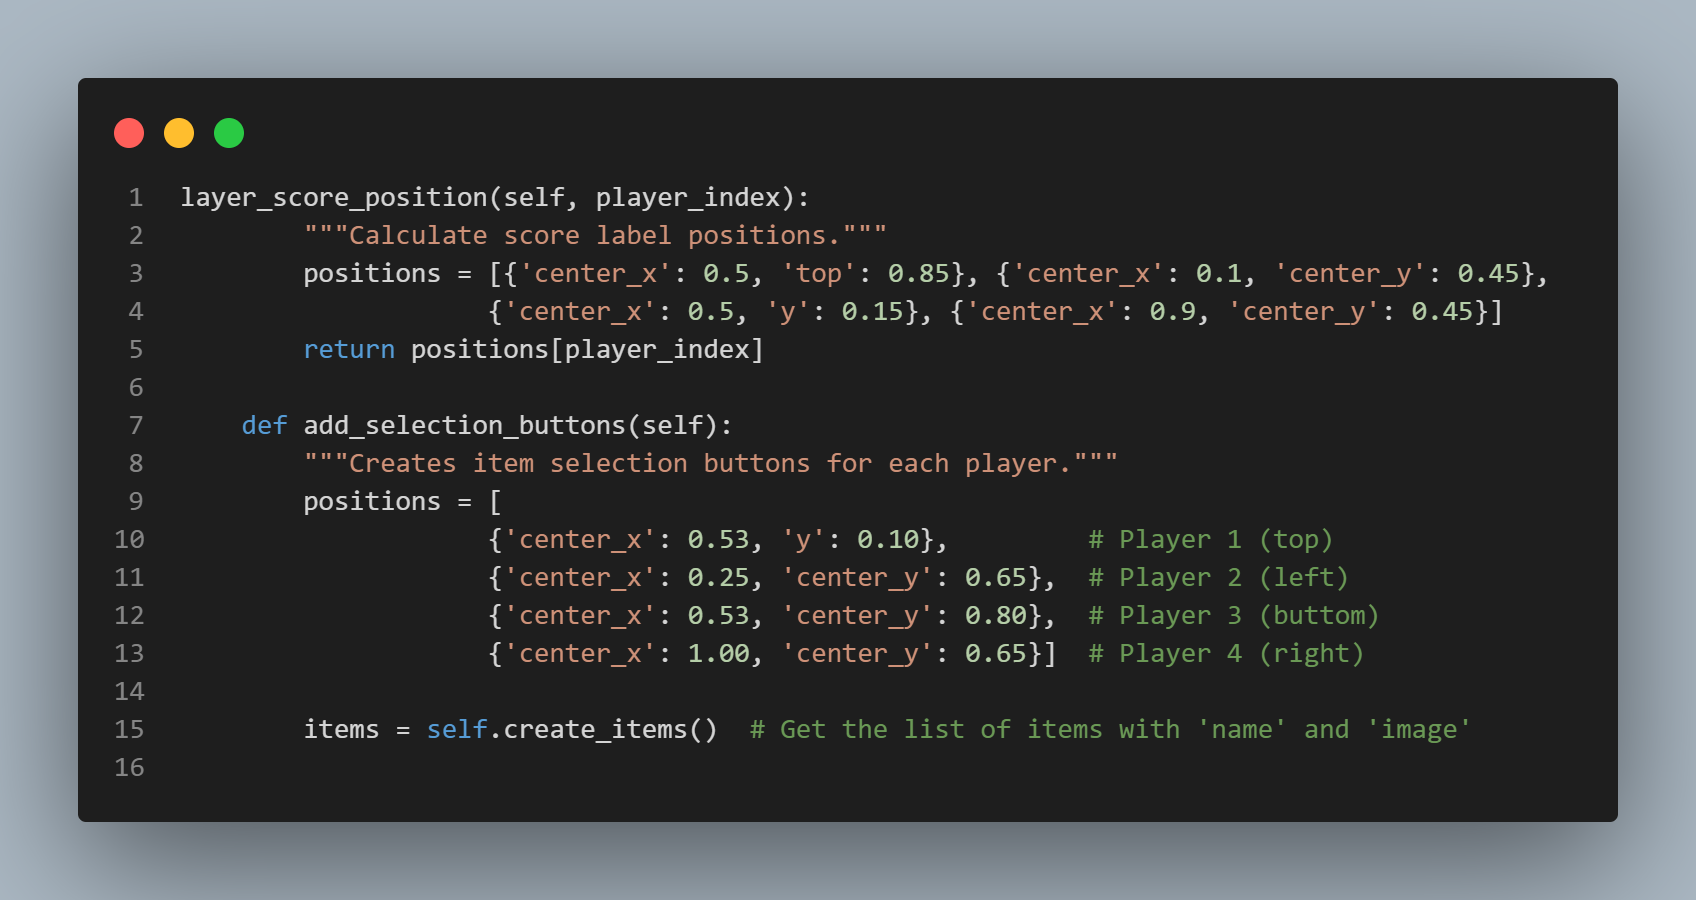 1 layer_score_position(self, player_index):
2 """Calculate score label positions."""
3 positions = [{'center_x': 0.5, 'top': 0.85}, {'center_x': 0.1, 'center_y': 0.45},
4 {'center_x': 0.5, 'y': 0.15}, {'center_x': 0.9, 'center_y': 0.45}]
5 return positions[player_index]
6
7 def add_selection_buttons(self):
8 """Creates item selection buttons for each player."""
9 positions = [
10 {'center_x': 0.53, 'y': 0.10}, # Player 1 (top)
11 {'center_x': 0.25, 'center_y': 0.65}, # Player 2 (left)
12 {'center_x': 0.53, 'center_y': 0.80}, # Player 3 (buttom)
13 {'center_x': 1.00, 'center_y': 0.65}] # Player 4 (right)
14
15 items = self.create_items() # Get the list of items with 'name' and 'image'
16